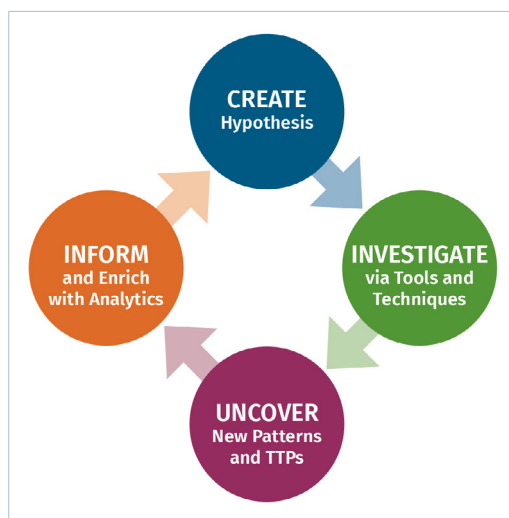 CREATE
Hypothesis
INVESTIGATE
via Tools and
Techniques
UNCOVER
New Patterns
and TTPs
INFORM
and Enrich
with Analytics